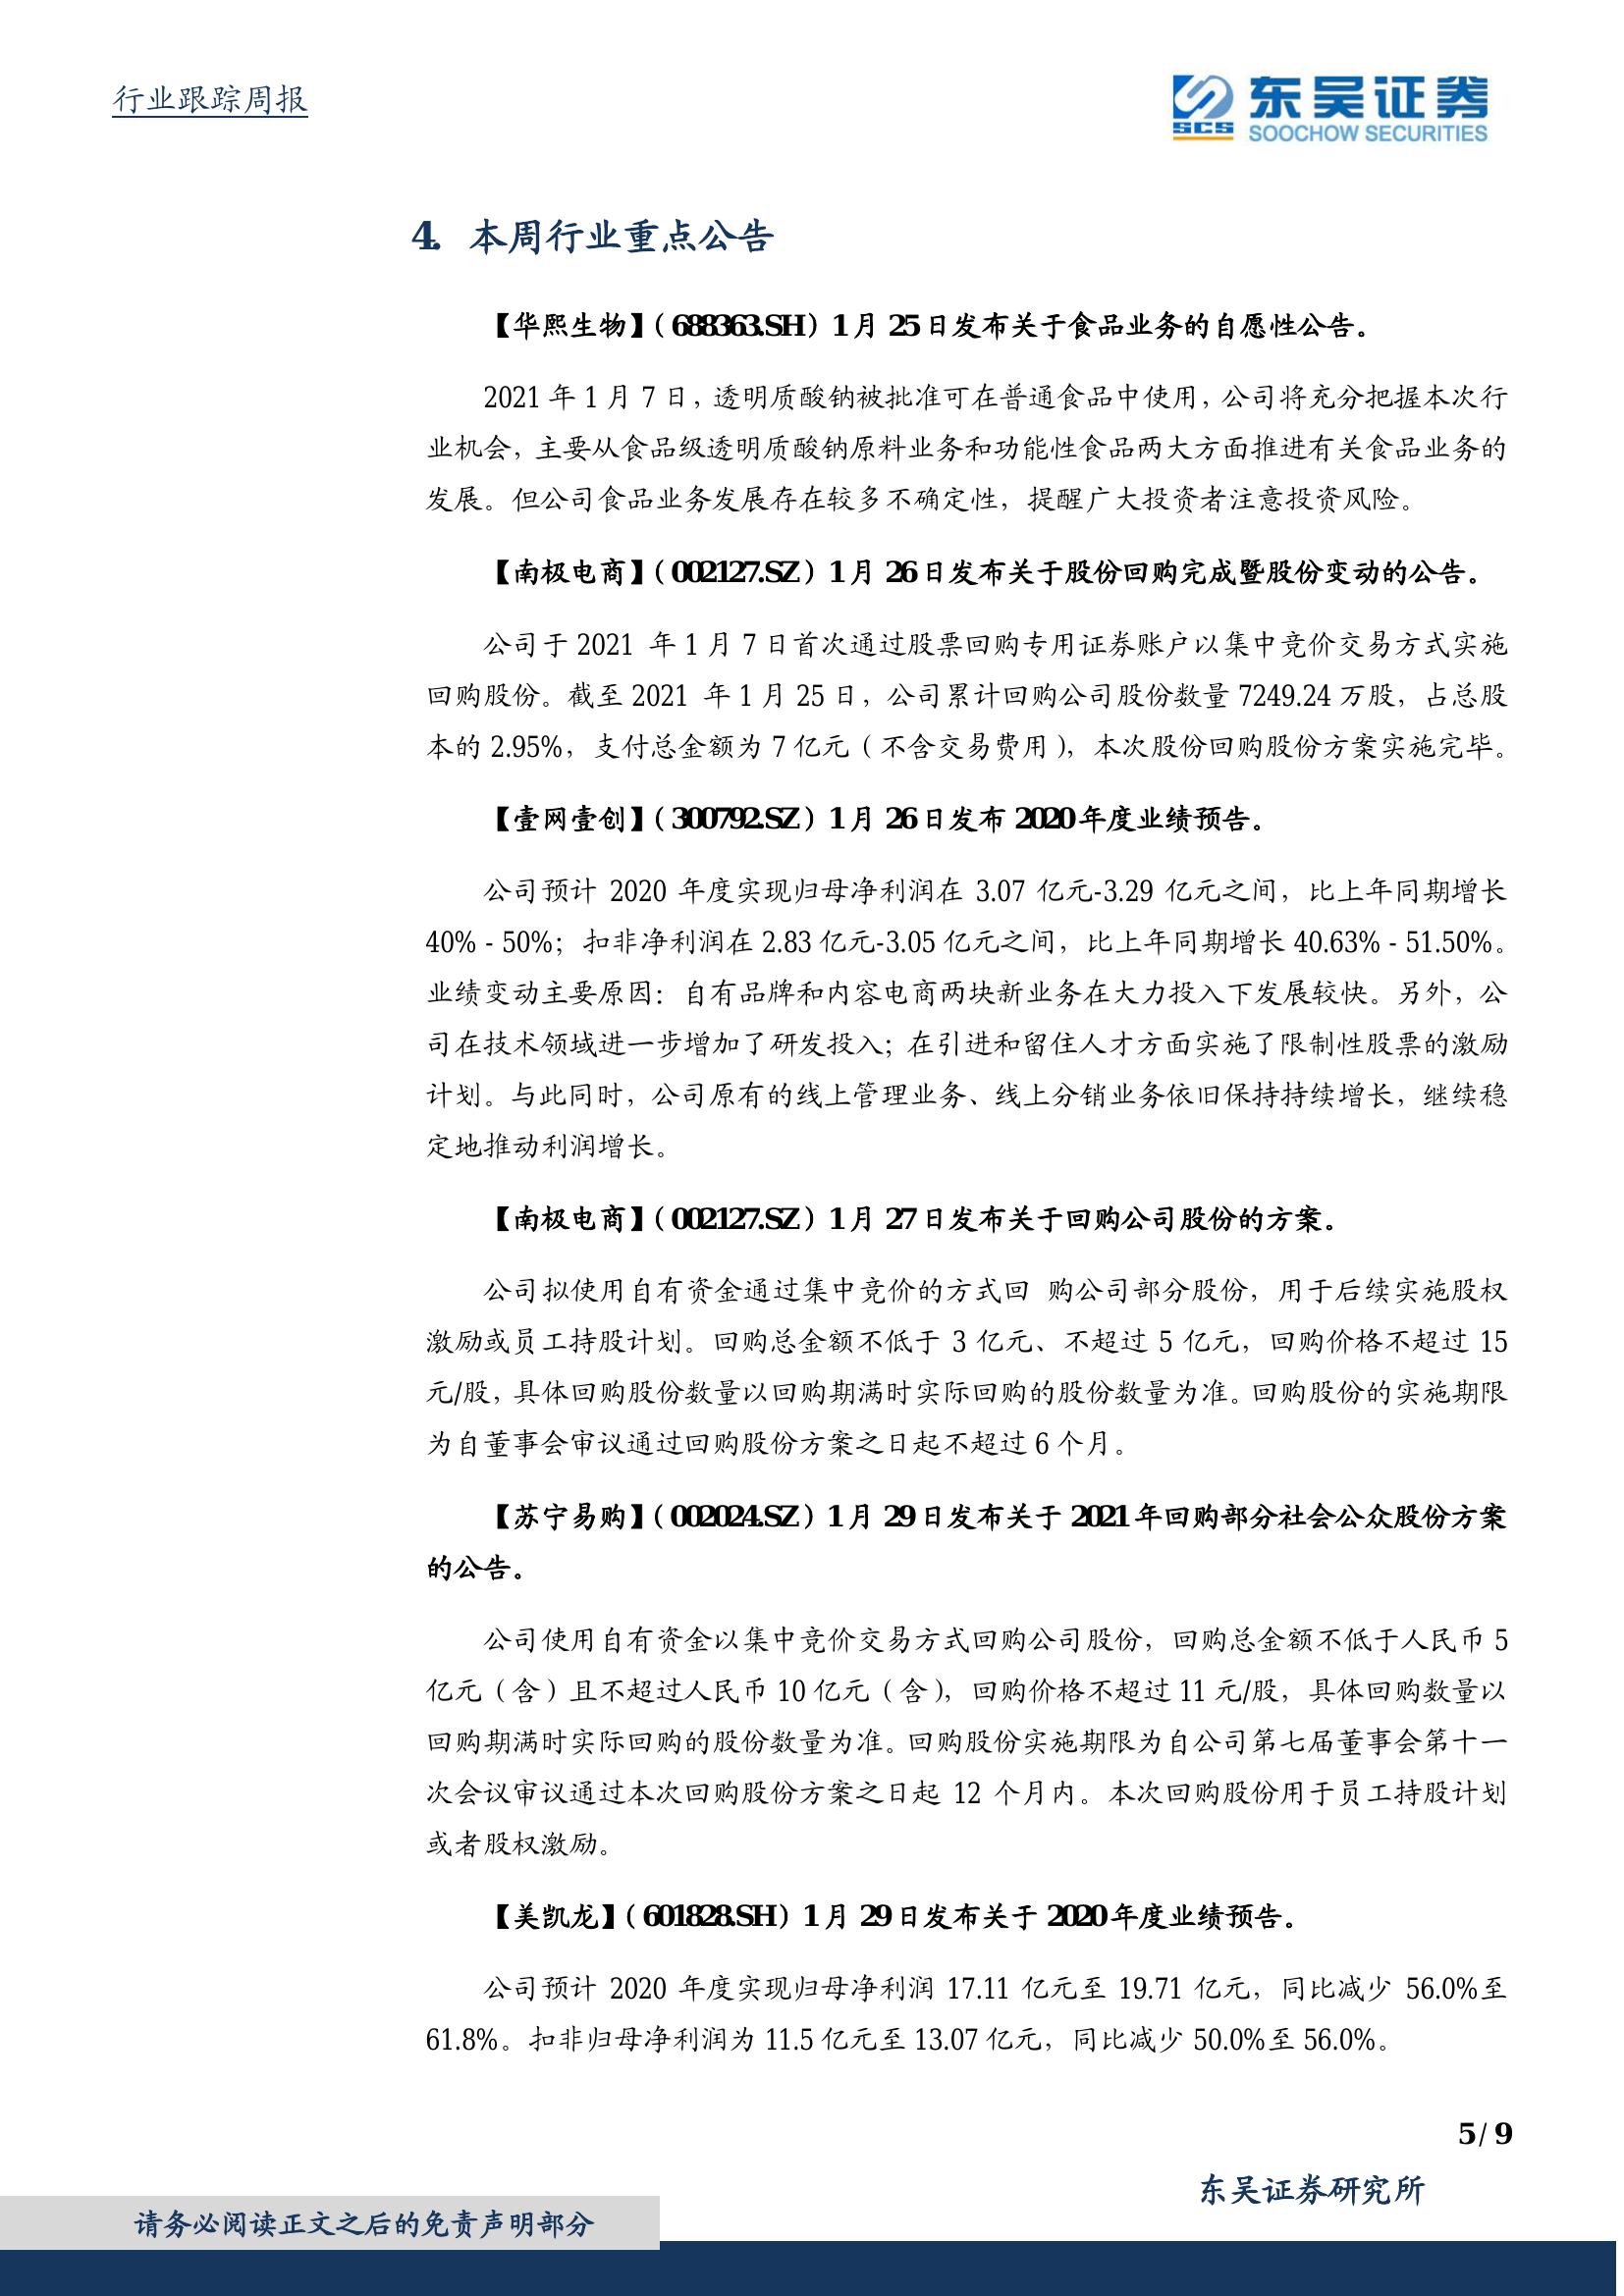 行业跟踪周报
东吴证券
SCS
SOOCHOW SECURITIES
4. 本周行业重点公告
【华熙生物】（688363.SH）1月25日发布关于食品业务的自愿性公告。
2021年1月7日，透明质酸钠被批准可在普通食品中使用，公司将充分把握本次行
业机会，主要从食品级透明质酸钠原料业务和功能性食品两大方面推进有关食品业务的
发展。但公司食品业务发展存在较多不确定性，提醒广大投资者注意投资风险。
【南极电商】（002127.SZ）1月26日发布关于股份回购完成暨股份变动的公告。
公司于2021 年1月7日首次通过股票回购专用证券账户以集中竞价交易方式实施
回购股份。截至2021 年1月25日，公司累计回购公司股份数量7249.24万股，占总股
本的2.95%，支付总金额为7亿元（不含交易费用），本次股份回购股份方案实施完毕。
【壹网壹创】（300792.SZ）1月26日发布2020年度业绩预告。
公司预计 2020 年度实现归母净利润在 3.07 亿元-3.29 亿元之间，比上年同期增长
40% - 50%；扣非净利润在2.83亿元-3.05亿元之间，比上年同期增长40.63% - 51.50%。
业绩变动主要原因：自有品牌和内容电商两块新业务在大力投入下发展较快。另外，公
司在技术领域进一步增加了研发投入；在引进和留住人才方面实施了限制性股票的激励
计划。与此同时，公司原有的线上管理业务、线上分销业务依旧保持持续增长，继续稳
定地推动利润增长。
【南极电商】（002127.SZ）1月27日发布关于回购公司股份的方案。
公司拟使用自有资金通过集中竞价的方式回 购公司部分股份，用于后续实施股权
激励或员工持股计划。回购总金额不低于 3 亿元、不超过 5 亿元，回购价格不超过 15
元/股，具体回购股份数量以回购期满时实际回购的股份数量为准。回购股份的实施期限
为自董事会审议通过回购股份方案之日起不超过6个月。
【苏宁易购】（002024.SZ）1月29日发布关于2021年回购部分社会公众股份方案
的公告。
公司使用自有资金以集中竞价交易方式回购公司股份，回购总金额不低于人民币5
亿元（含）且不超过人民币10亿元（含），回购价格不超过11元/股，具体回购数量以
回购期满时实际回购的股份数量为准。回购股份实施期限为自公司第七届董事会第十一
次会议审议通过本次回购股份方案之日起 12 个月内。本次回购股份用于员工持股计划
或者股权激励。
【美凯龙】（601828.SH）1月29日发布关于2020年度业绩预告。
公司预计 2020 年度实现归母净利润 17.11 亿元至 19.71 亿元，同比减少 56.0%至
61.8%。扣非归母净利润为11.5亿元至13.07亿元，同比减少50.0%至56.0%。
5 / 9
东吴证券研究所
请务必阅读正文之后的免责声明部分